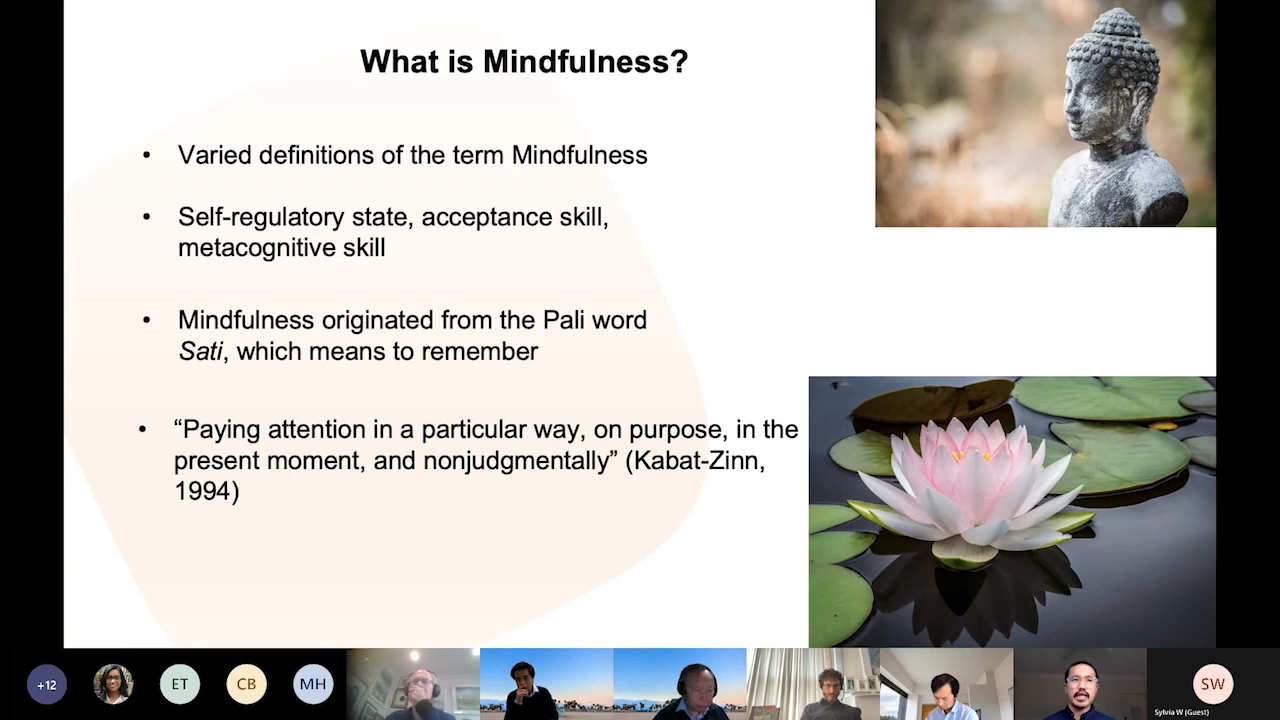 What is Mindfulness?
• Varied definitions of the term Mindfulness
• Self-regulatory state, acceptance skill,
metacognitive skill
• Mindfulness originated from the Pali word
Sati, which means to remember
• “Paying attention in a particular way, on purpose, in the
present moment, and nonjudgmentally” (Kabat-Zinn,
1994)
+12
ET
CB
MH
SW
Sylvia W (Guest)